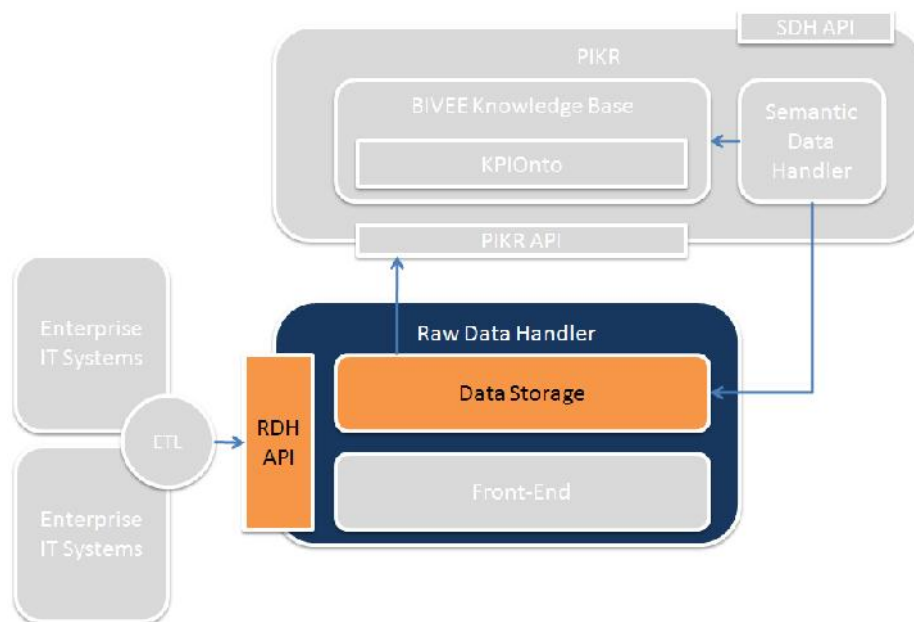 SDH API
PIKR
BIVEE Knowledge Base
KPIOnto
Semantic
Data
Handler
PIKR API
Enterprise
IT Systems
ETL
Enterprise
IT Systems
Raw Data Handler
RDH
API
Data Storage
Front-End